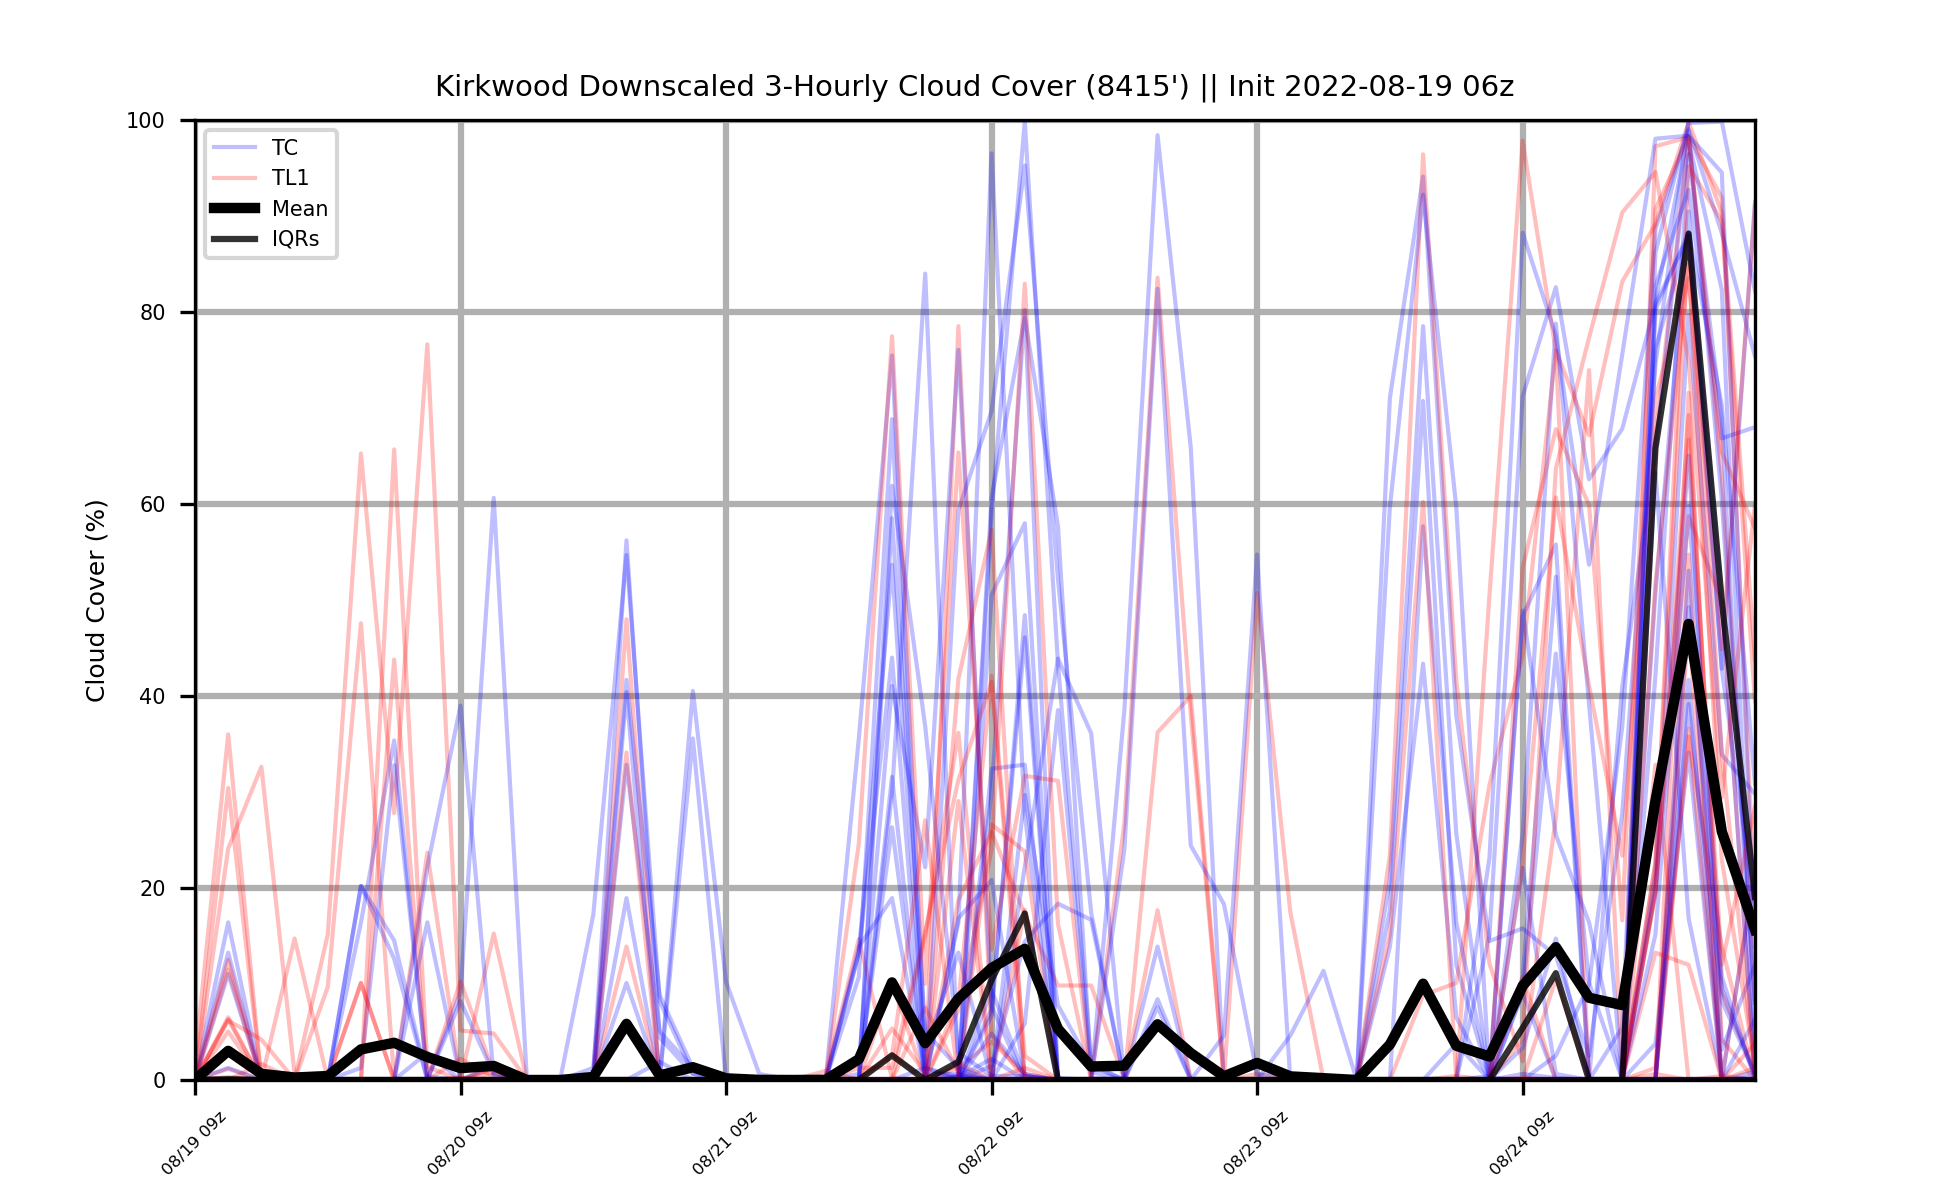 Kirkwood Downscaled 3-Hourly Cloud Cover (8415') || Init 2022-08-19 06z
100
80
60
40
20
0
Cloud Cover (%)
TC
TL1
Mean
IQRs
08/19 09z
08/20 09z
08/21 09z
08/22 09z
08/23 09z
08/24 09z